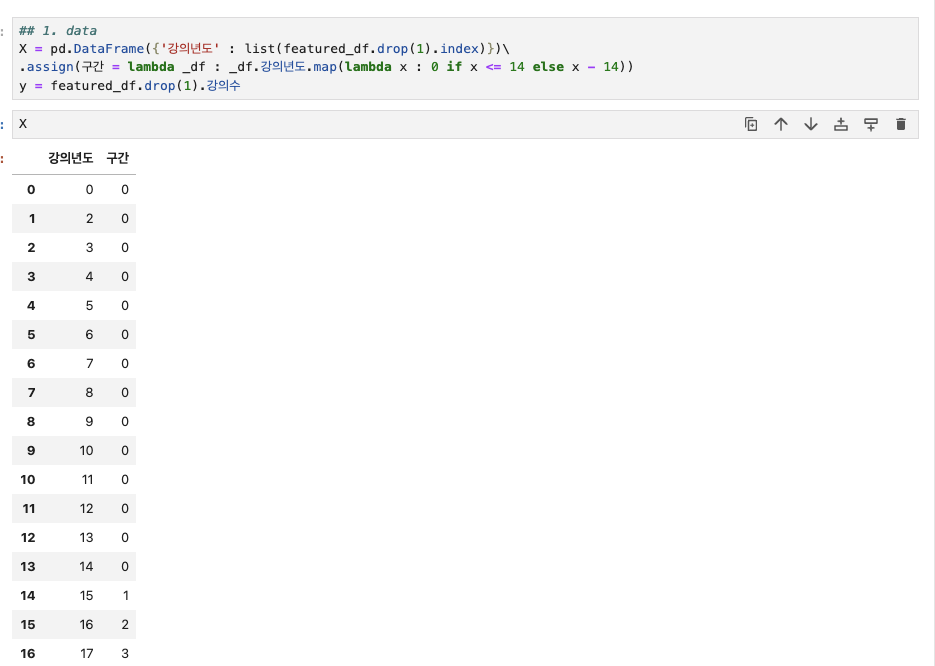 ## 1. data
X = pd.DataFrame({'강의년도' : list(featured_df.drop(1).index)})\
.assign(구간 = lambda _df : _df.강의년도.map(lambda x : 0 if x <= 14 else x - 14))
y = featured_df.drop(1).강의수
X
강의년도 구간
0 0 0
1 2 0
2 3 0
3 4 0
4 5 0
5 6 0
6 7 0
7 8 0
8 9 0
9 10 0
10 11 0
11 12 0
12 13 0
13 14 0
14 15 1
15 16 2
16 17 3